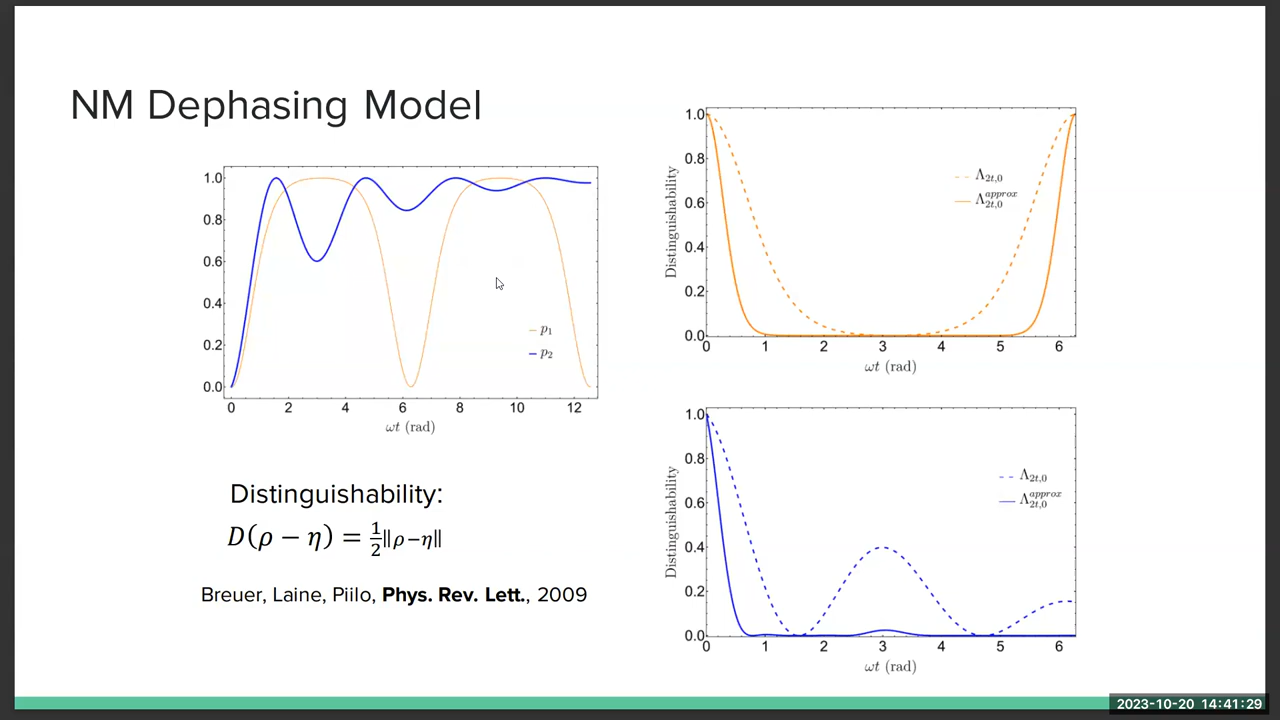 NM Dephasing Model
1.0
0.8
0.6
0.4
0.2
0.0
p₁
p₂
0 2 4 6 8 10 12
ωt (rad)
Distinguishability:
D(ρ − η) = 1/2‖ρ−η‖
Breuer, Laine, Piilo, Phys. Rev. Lett., 2009
Distinguishability
1.0
0.8
0.6
0.4
0.2
0.0
Λ₂ₜ,₀
Λ₂ₜ,₀^approx
0 1 2 3 4 5 6
ωt (rad)
Distinguishability
1.0
0.8
0.6
0.4
0.2
0.0
Λ₂ₜ,₀
Λ₂ₜ,₀^approx
0 1 2 3 4 5 6
ωt (rad)
2023-10-20 14:41:29